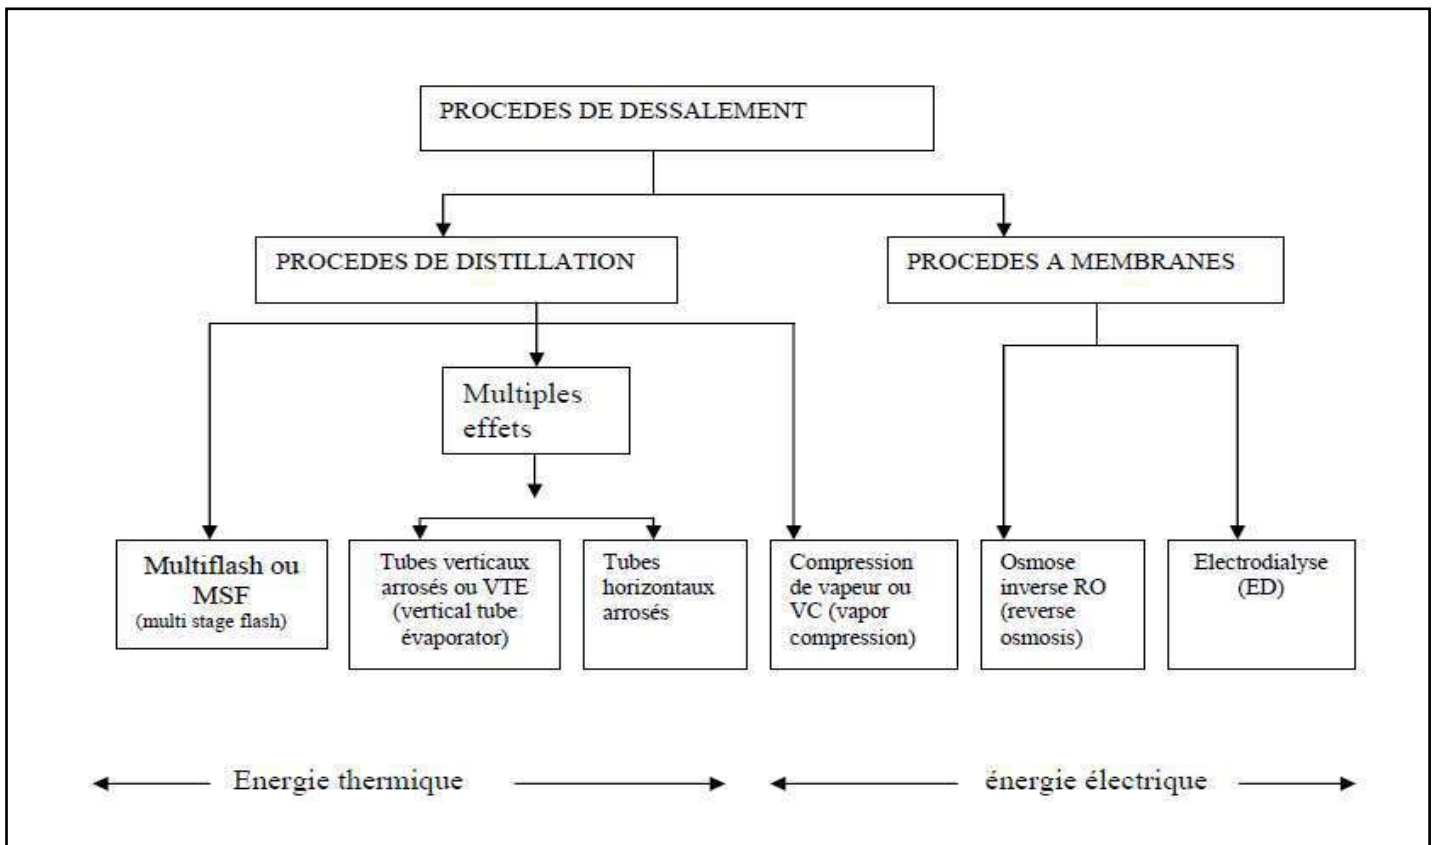 PROCEDES DE DESSALEMENT
PROCEDES DE DISTILLATION
PROCEDES A MEMBRANES
Multiples
effets
Multiflash ou
MSF
(multi stage flash)
Tubes verticaux
arrosés ou VTE
(vertical tube
évaporator)
Tubes
horizontaux
arrosés
Compression
de vapeur ou
VC (vapor
compression)
Osmose
inverse RO
(reverse
osmosis)
Electrodialyse
(ED)
Energie thermique
énergie électrique